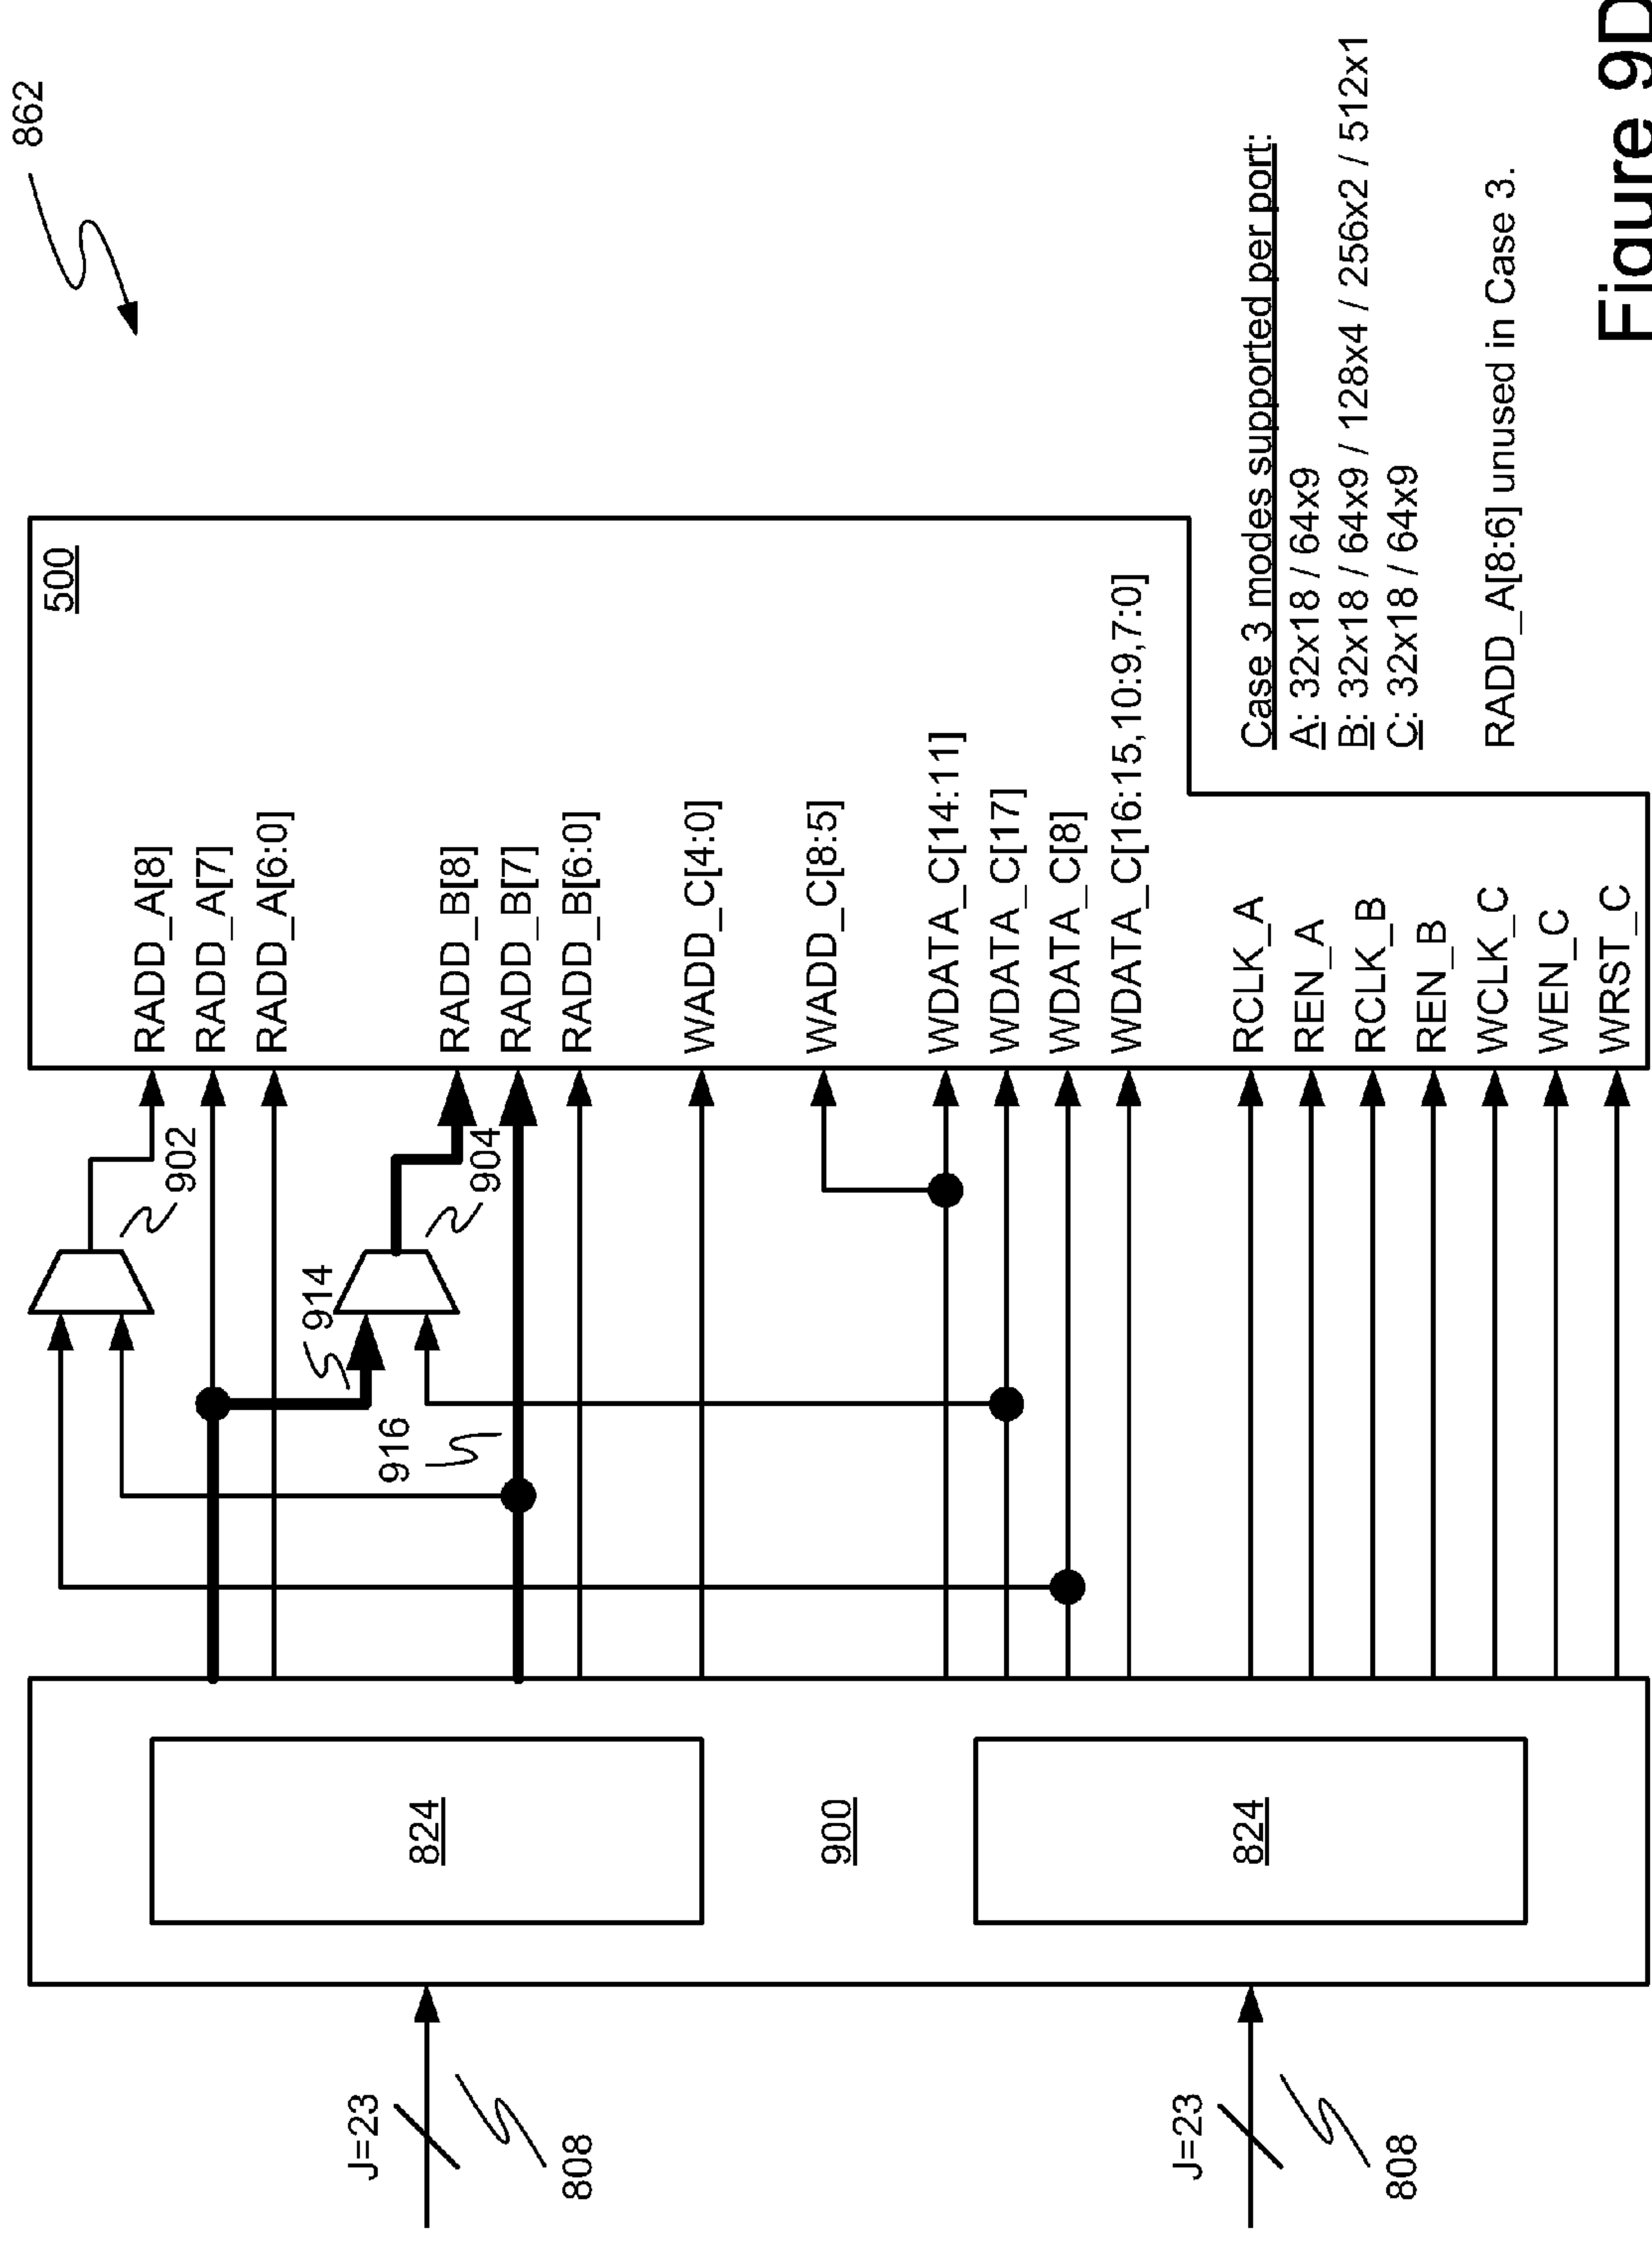 862
500
RADD_A[8]
RADD_A[7]
RADD_A[6:0]
RADD_B[8]
RADD_B[7]
RADD_B[6:0]
WADD_C[4:0]
WADD_C[8:5]
WDATA_C[14:11]
WDATA_C[17]
WDATA_C[8]
WDATA_C[16:15,10:9,7:0]
RCLK_A
REN_A
RCLK_B
REN_B
WCLK_C
WEN_C
WRST_C
902
904
914
916
824
900
824
J=23
808
J=23
808
Case 3 modes supported per port:
A: 32x18 / 64x9
B: 32x18 / 64x9 / 128x4 / 256x2 / 512x1
C: 32x18 / 64x9
RADD_A[8:6] unused in Case 3.
Figure 9D